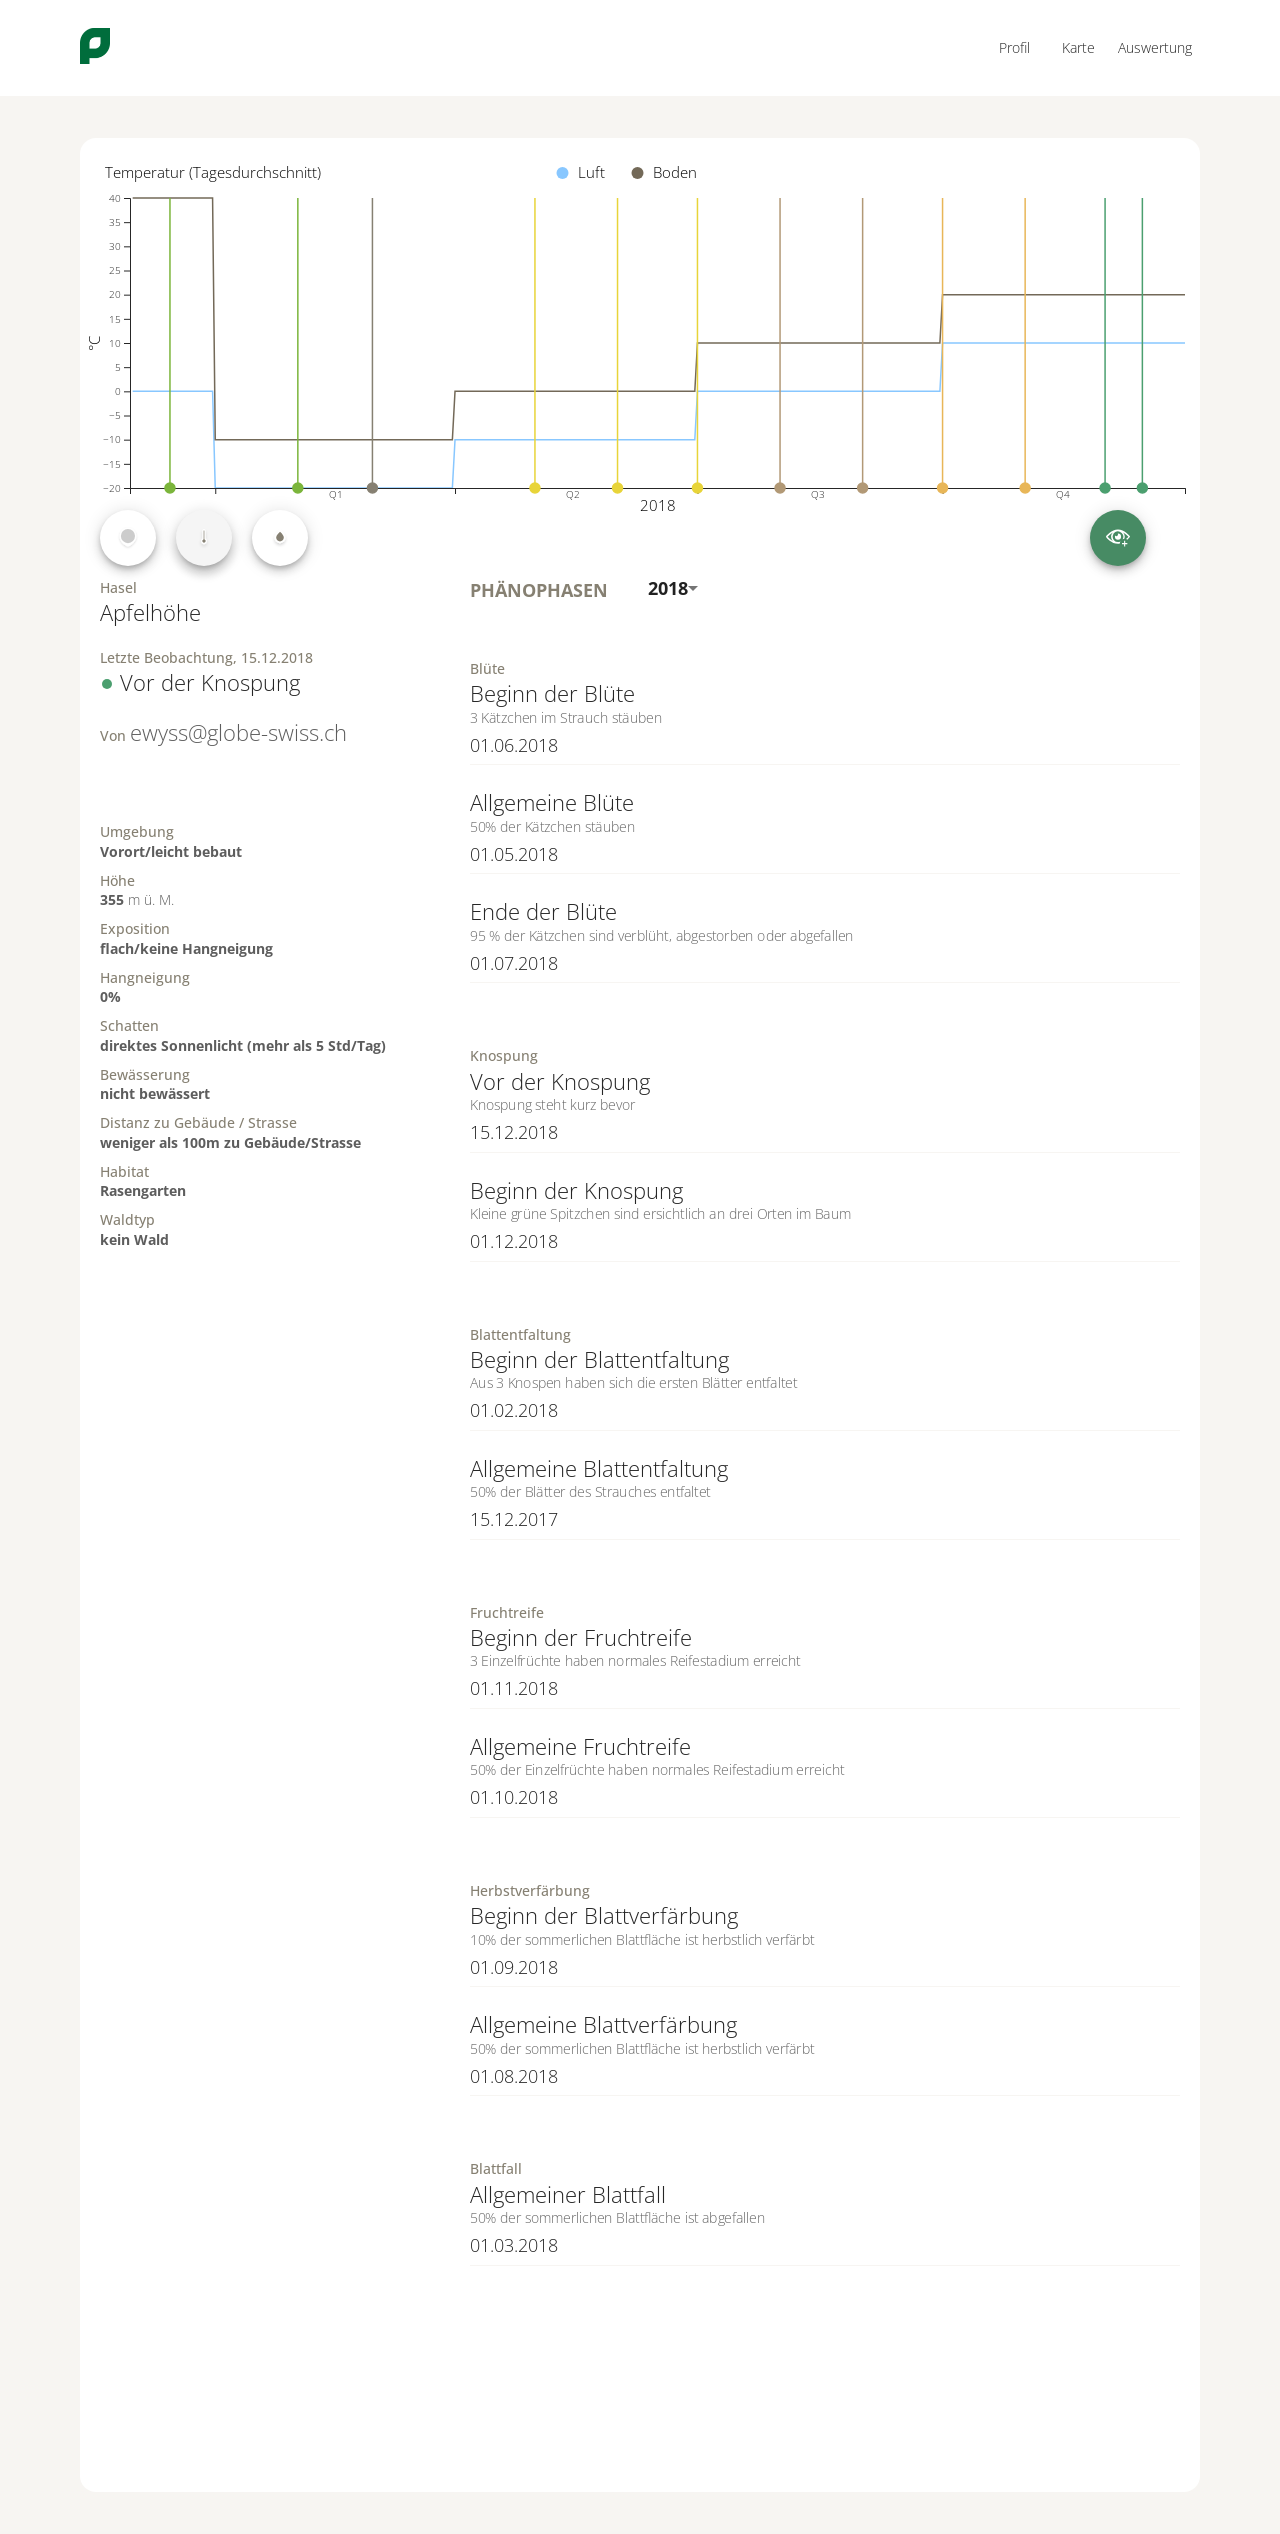 Profil Karte Auswertung
Temperatur (Tagesdurchschnitt) Luft Boden
40
35
30
25
20
15
10
5
0
−5
−10
−15
−20
°C
Q1 Q2 Q3 Q4
2018
Hasel
Apfelhöhe
Letzte Beobachtung, 15.12.2018
Vor der Knospung
Von ewyss@globe-swiss.ch
Umgebung
Vorort/leicht bebaut
Höhe
355 m ü. M.
Exposition
flach/keine Hangneigung
Hangneigung
0%
Schatten
direktes Sonnenlicht (mehr als 5 Std/Tag)
Bewässerung
nicht bewässert
Distanz zu Gebäude / Strasse
weniger als 100m zu Gebäude/Strasse
Habitat
Rasengarten
Waldtyp
kein Wald
PHÄNOPHASEN 2018
Blüte
Beginn der Blüte
3 Kätzchen im Strauch stäuben
01.06.2018
Allgemeine Blüte
50% der Kätzchen stäuben
01.05.2018
Ende der Blüte
95 % der Kätzchen sind verblüht, abgestorben oder abgefallen
01.07.2018
Knospung
Vor der Knospung
Knospung steht kurz bevor
15.12.2018
Beginn der Knospung
Kleine grüne Spitzchen sind ersichtlich an drei Orten im Baum
01.12.2018
Blattentfaltung
Beginn der Blattentfaltung
Aus 3 Knospen haben sich die ersten Blätter entfaltet
01.02.2018
Allgemeine Blattentfaltung
50% der Blätter des Strauches entfaltet
15.12.2017
Fruchtreife
Beginn der Fruchtreife
3 Einzelfrüchte haben normales Reifestadium erreicht
01.11.2018
Allgemeine Fruchtreife
50% der Einzelfrüchte haben normales Reifestadium erreicht
01.10.2018
Herbstverfärbung
Beginn der Blattverfärbung
10% der sommerlichen Blattfläche ist herbstlich verfärbt
01.09.2018
Allgemeine Blattverfärbung
50% der sommerlichen Blattfläche ist herbstlich verfärbt
01.08.2018
Blattfall
Allgemeiner Blattfall
50% der sommerlichen Blattfläche ist abgefallen
01.03.2018